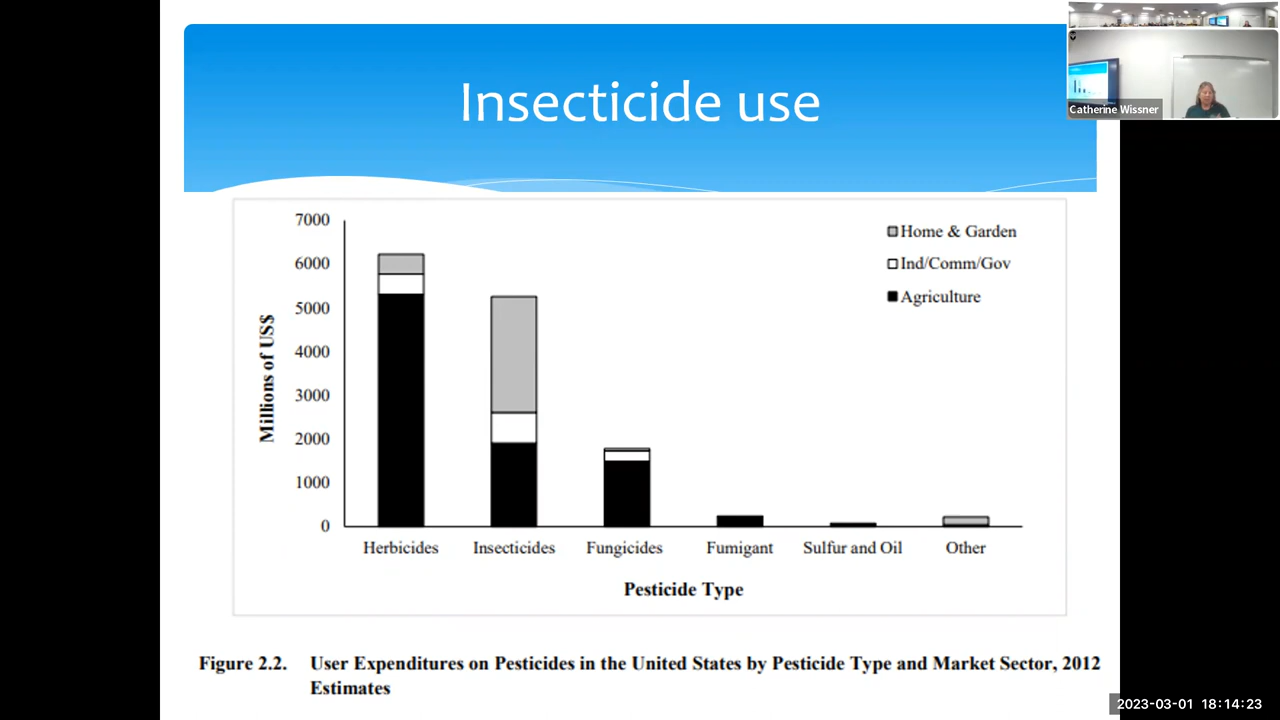 Insecticide use
Catherine Wissner
7000
6000
5000
4000
3000
2000
1000
0
Millions of US$
Home & Garden
Ind/Comm/Gov
Agriculture
Herbicides
Insecticides
Fungicides
Fumigant
Sulfur and Oil
Other
Pesticide Type
Figure 2.2. User Expenditures on Pesticides in the United States by Pesticide Type and Market Sector, 2012
Estimates
2023-03-01 18:14:23